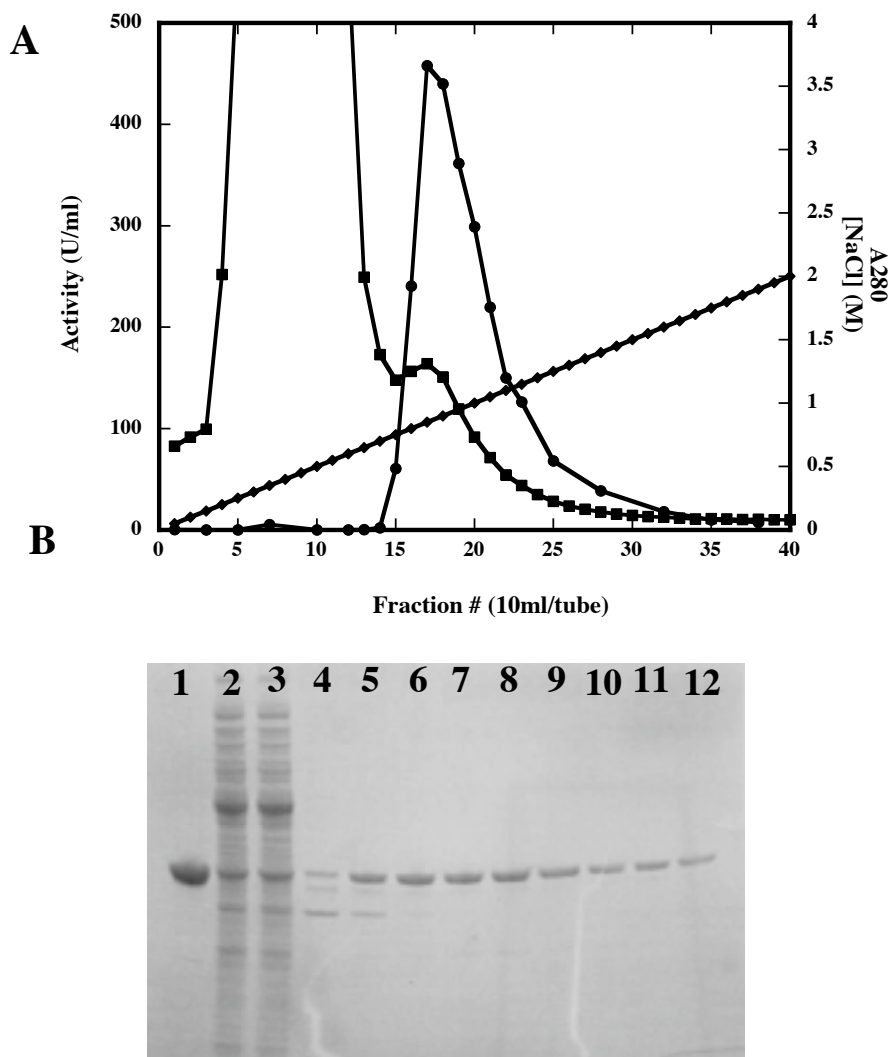 A
500
400
300
200
100
0
Activity (U/ml)
4
3.5
3
2.5
2
1.5
1
0.5
0
A280
[NaCl] (M)
0 5 10 15 20 25 30 35 40
B
Fraction # (10ml/tube)
1 2 3 4 5 6 7 8 9 10 11 12